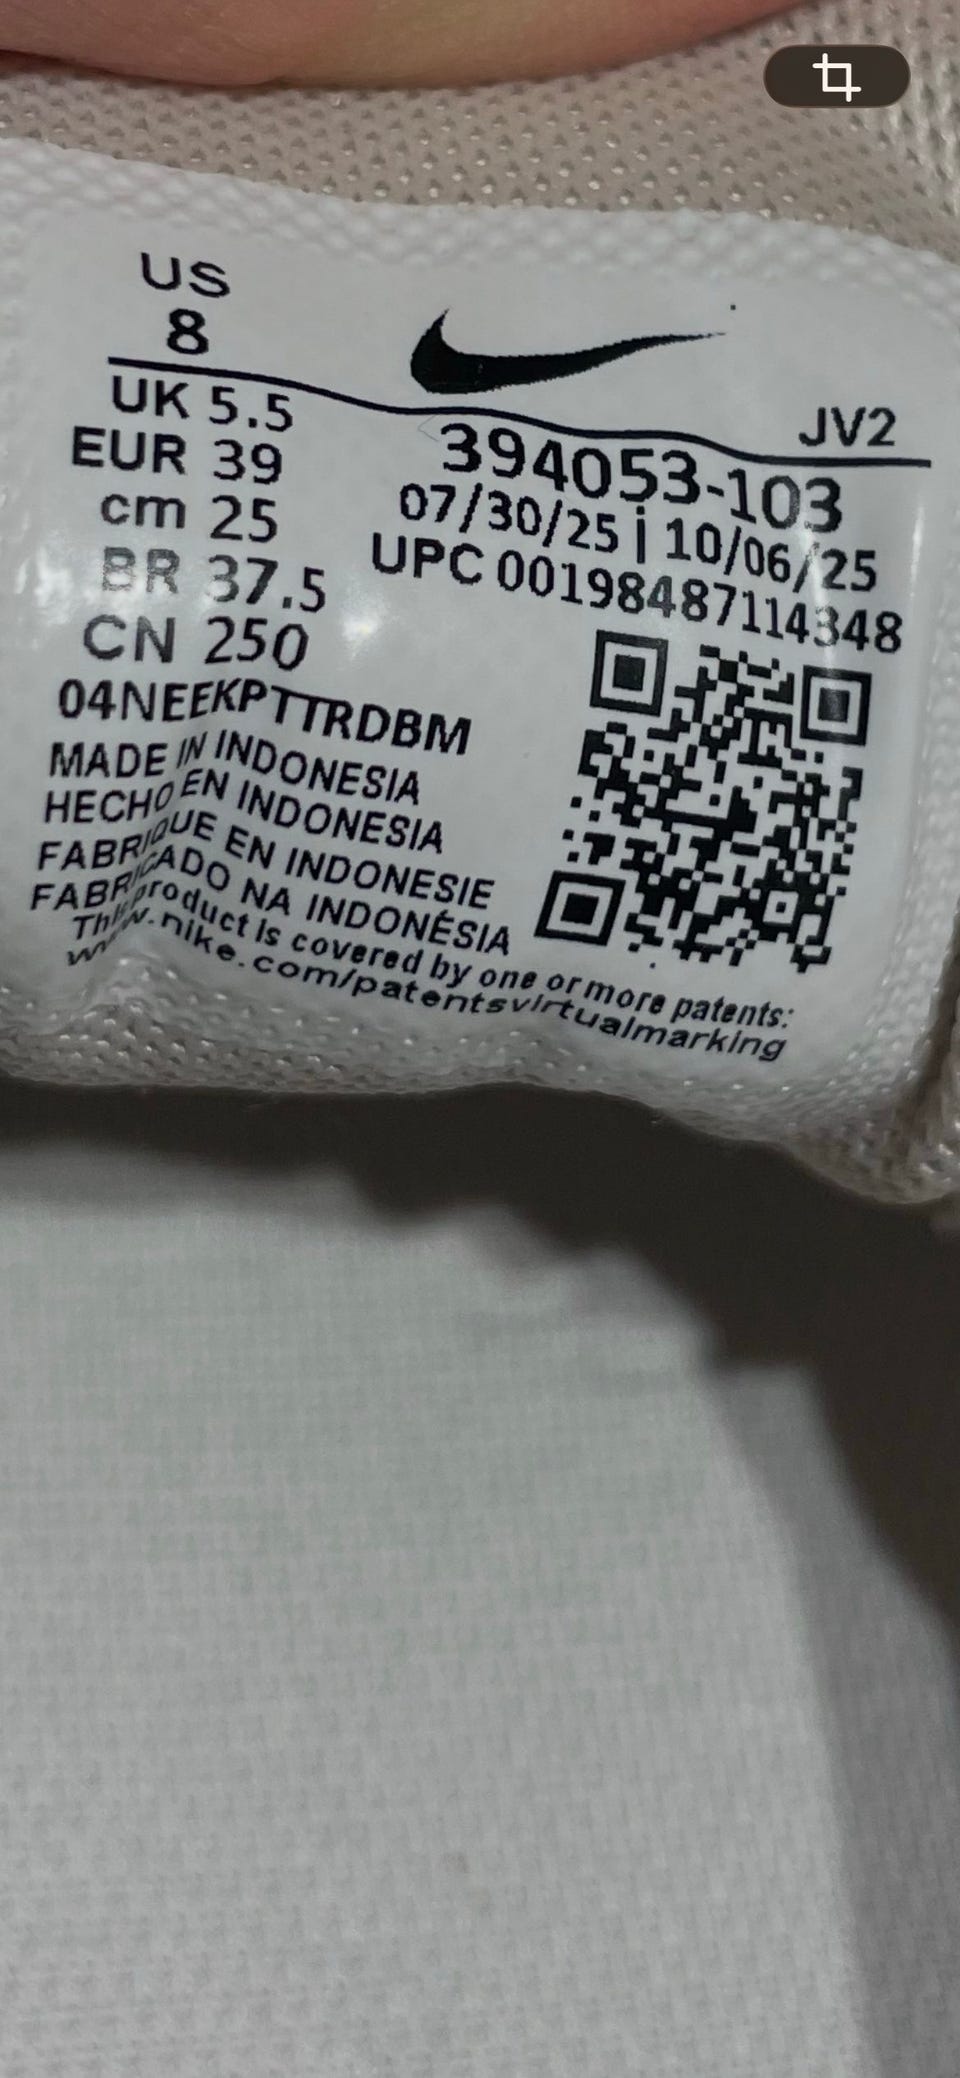 US
8
UK 5.5
EUR 39
cm 25
BR 37.5
CN 250
JV2
394053-103
07/30/25 | 10/06/25
UPC 00198487114348
04NEEKPTTRDBM
MADE IN INDONESIA
HECHO EN INDONESIA
FABRIQUE EN INDONESIE
FABRICADO NA INDONÉSIA
This product is covered by one or more patents:
www.nike.com/patentsvirtualmarking